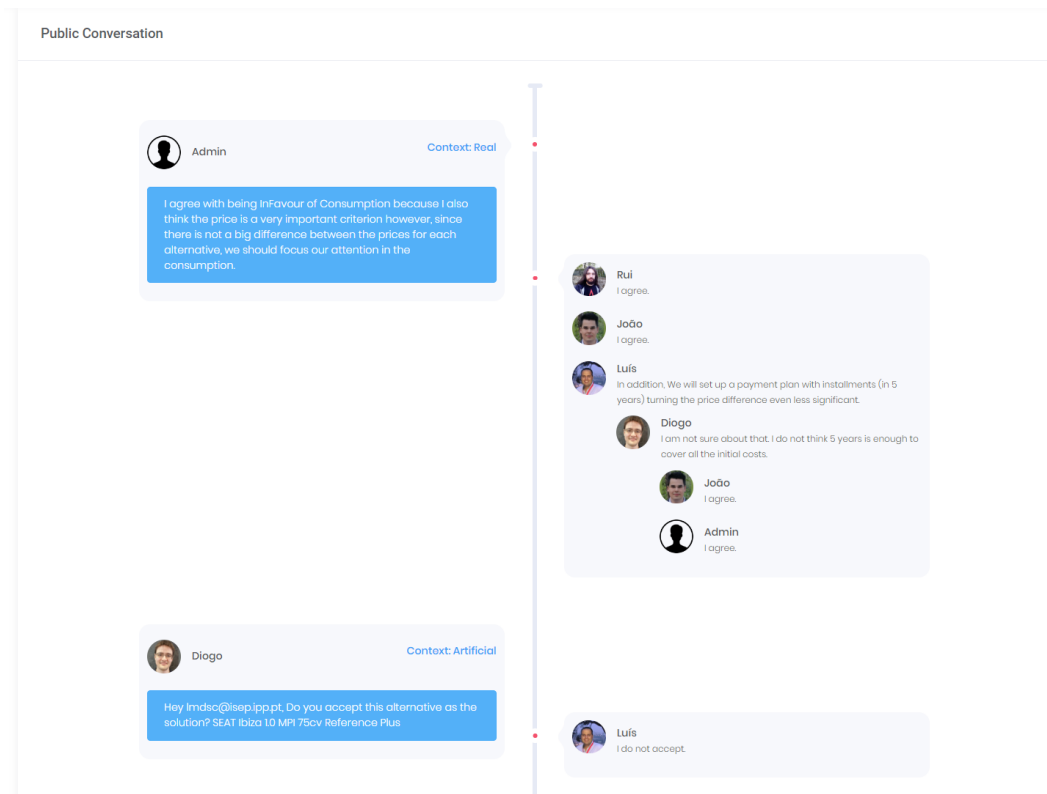 Public Conversation
Admin
Context: Real
I agree with being InFavour of Consumption because I also
think the price is a very important criterion however, since
there is not a big difference between the prices for each
alternative, we should focus our attention in the
consumption.
Rui
I agree.
João
I agree.
Luís
In addition, We will set up a payment plan with installments (in 5
years) turning the price difference even less significant.
Diogo
I am not sure about that. I do not think 5 years is enough to
cover all the initial costs.
João
I agree.
Admin
I agree.
Diogo
Context: Artificial
Hey lmdsc@isep.ipp.pt, Do you accept this alternative as the
solution? SEAT Ibiza 1.0 MPI 75cv Reference Plus
Luís
I do not accept.